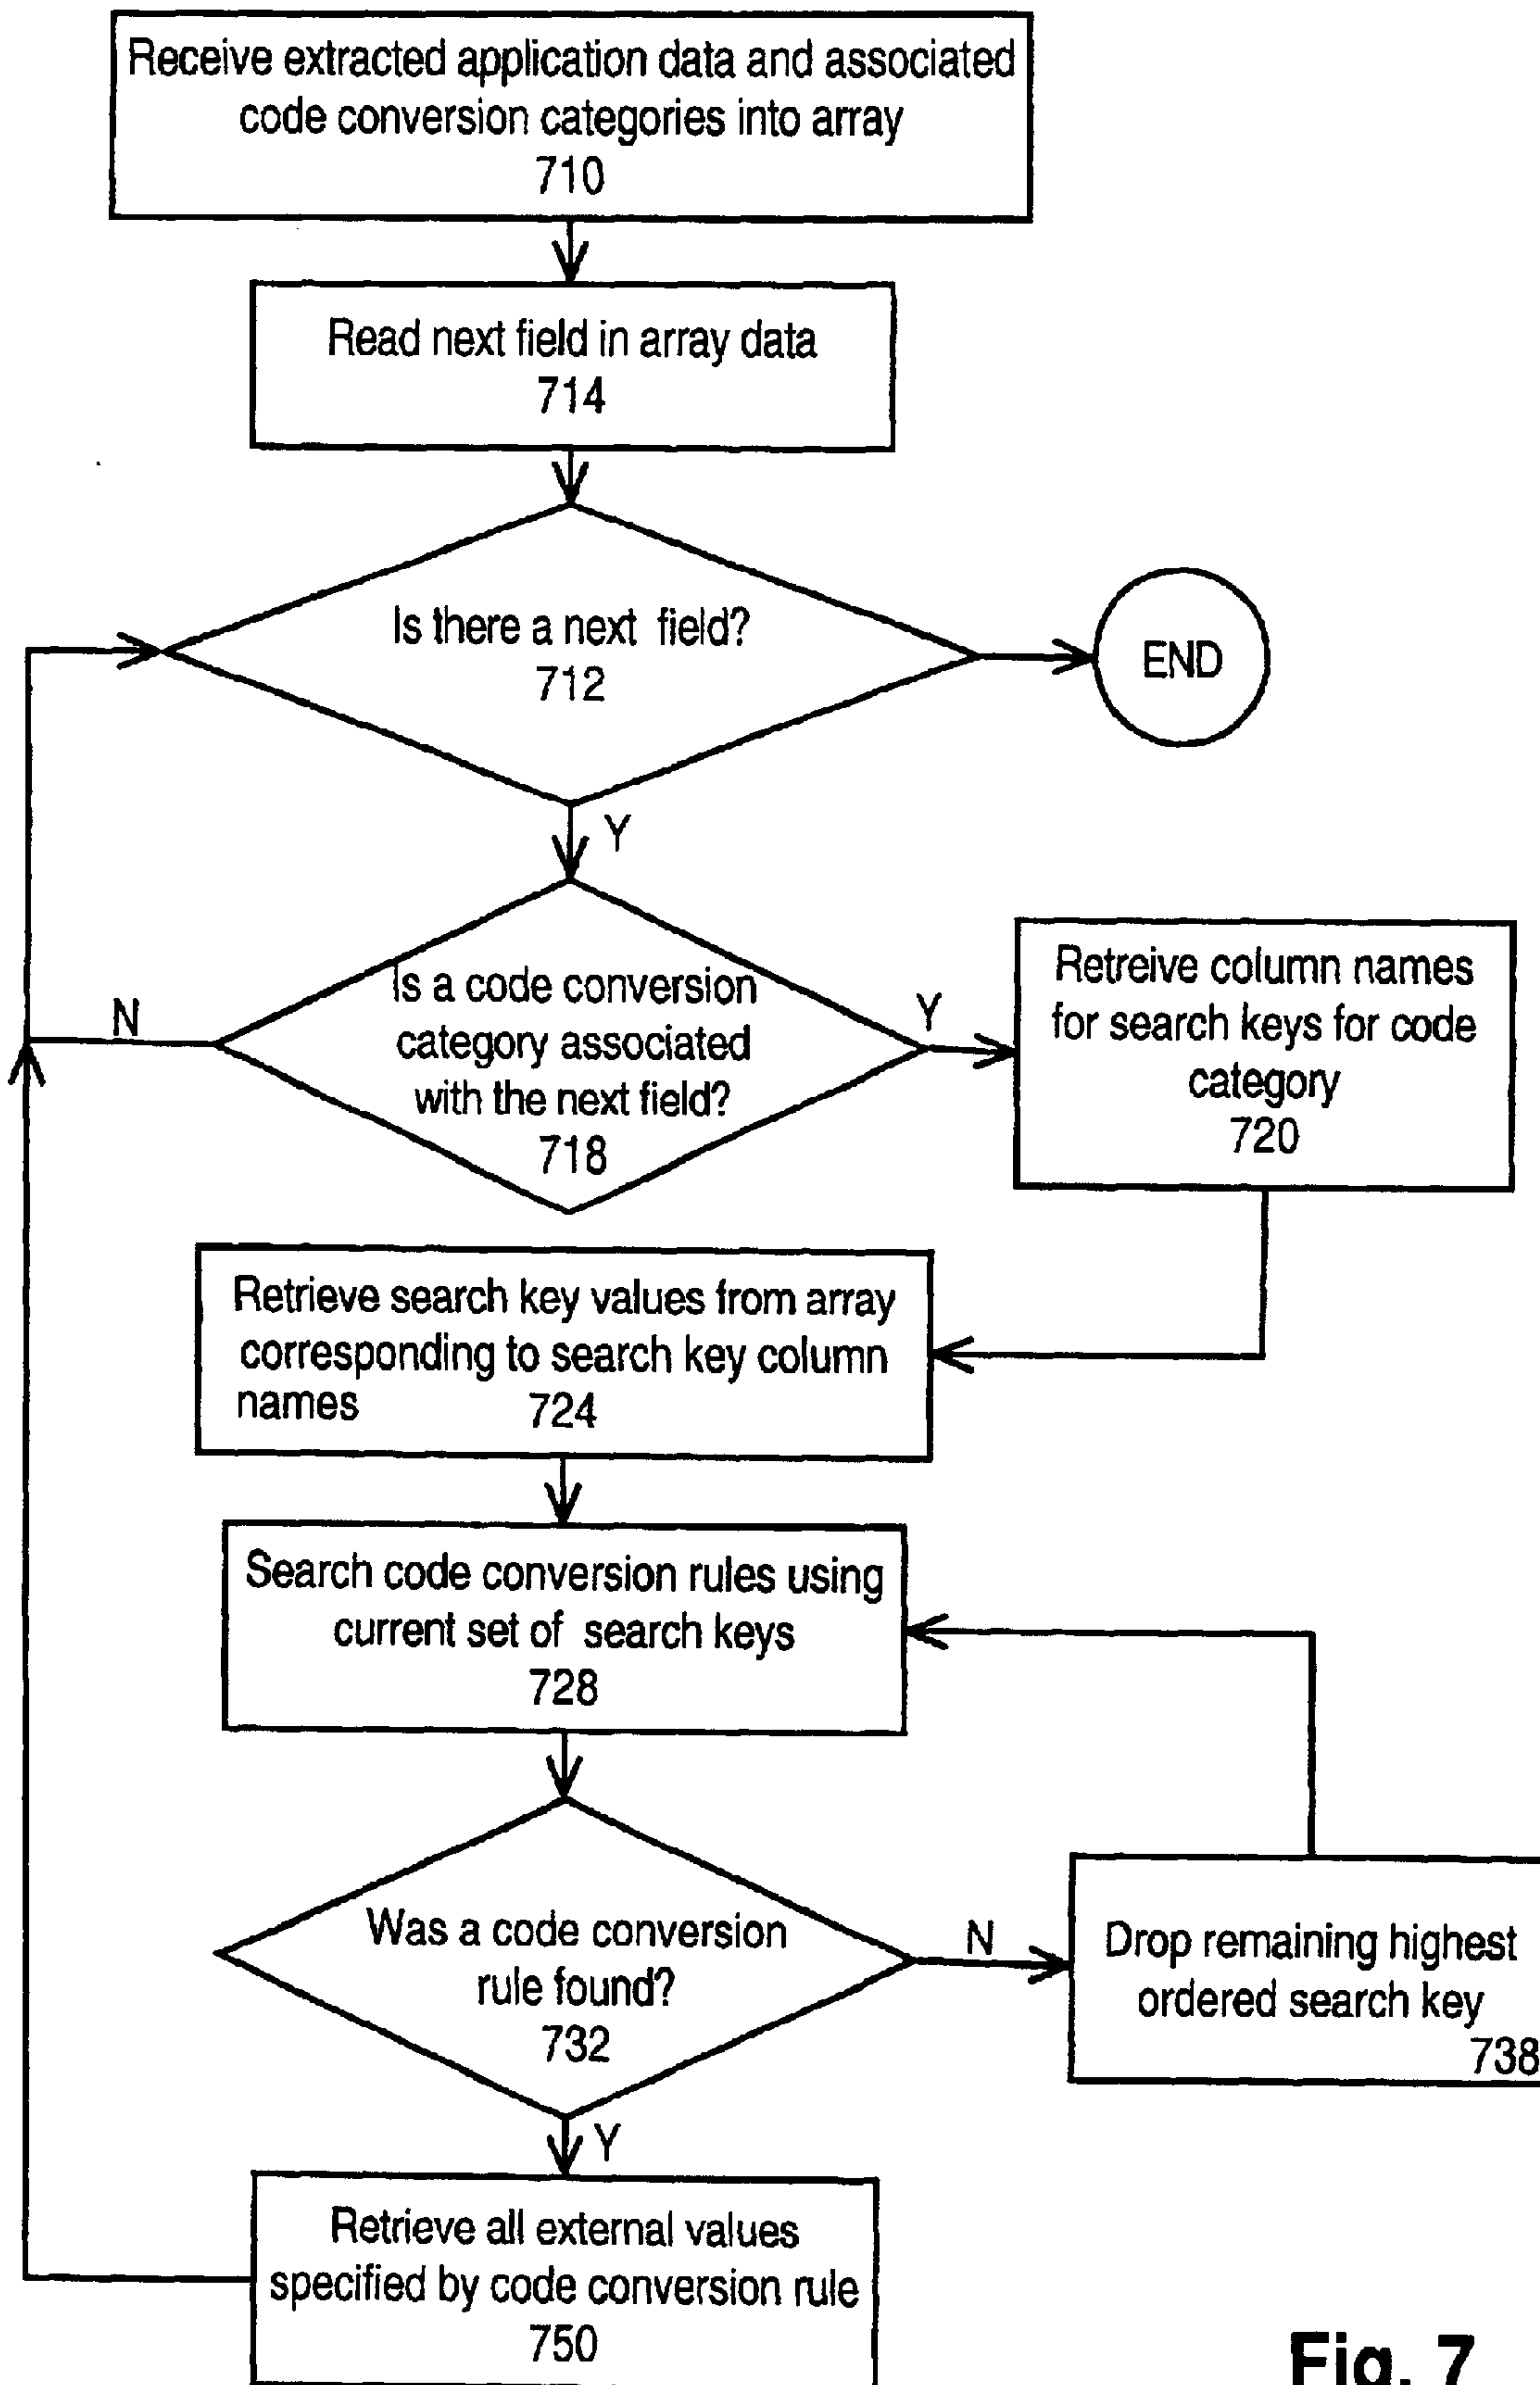 Receive extracted application data and associated
code conversion categories into array
710
Read next field in array data
714
Is there a next field?
712
END
Y
Is a code conversion
category associated
with the next field?
718
N
Y
Retreive column names
for search keys for code
category
720
Retrieve search key values from array
corresponding to search key column
names 724
Search code conversion rules using
current set of search keys
728
Was a code conversion
rule found?
732
N
Drop remaining highest
ordered search key
738
Y
Retrieve all external values
specified by code conversion rule
750
Fig. 7